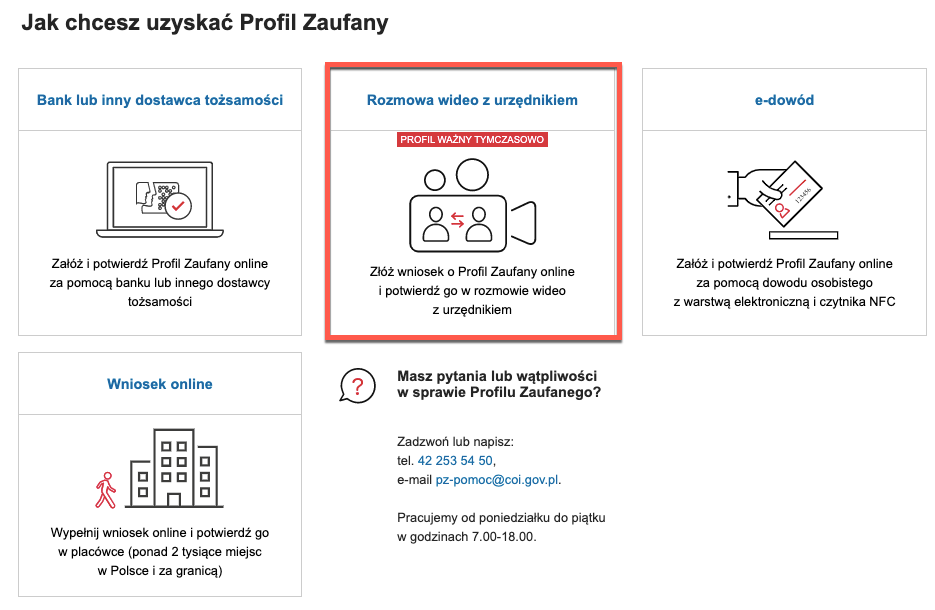 Jak chcesz uzyskać Profil Zaufany
Bank lub inny dostawca tożsamości
Załóż i potwierdź Profil Zaufany online
za pomocą banku lub innego dostawcy
tożsamości
Rozmowa wideo z urzędnikiem
PROFIL WAŻNY TYMCZASOWO
Złóż wniosek o Profil Zaufany online
i potwierdź go w rozmowie wideo
z urzędnikiem
e-dowód
123456
Załóż i potwierdź Profil Zaufany online
za pomocą dowodu osobistego
z warstwą elektroniczną i czytnika NFC
Wniosek online
Wypełnij wniosek online i potwierdź go
w placówce (ponad 2 tysiące miejsc
w Polsce i za granicą)
?
Masz pytania lub wątpliwości
w sprawie Profilu Zaufanego?
Zadzwoń lub napisz:
tel. 42 253 54 50,
e-mail pz-pomoc@coi.gov.pl.
Pracujemy od poniedziałku do piątku
w godzinach 7.00-18.00.